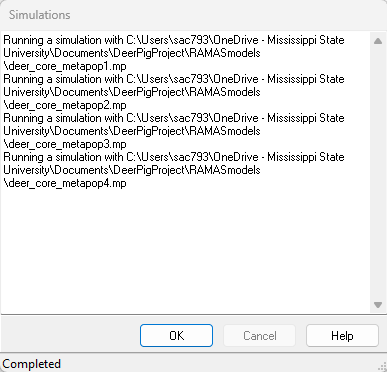 Simulations
Running a simulation with C:\Users\sac793\OneDrive - Mississippi State
University\Documents\DeerPigProject\RAMASmodels
\deer_core_metapop1.mp
Running a simulation with C:\Users\sac793\OneDrive - Mississippi State
University\Documents\DeerPigProject\RAMASmodels
\deer_core_metapop2.mp
Running a simulation with C:\Users\sac793\OneDrive - Mississippi State
University\Documents\DeerPigProject\RAMASmodels
\deer_core_metapop3.mp
Running a simulation with C:\Users\sac793\OneDrive - Mississippi State
University\Documents\DeerPigProject\RAMASmodels
\deer_core_metapop4.mp
OK
Cancel
Help
Completed